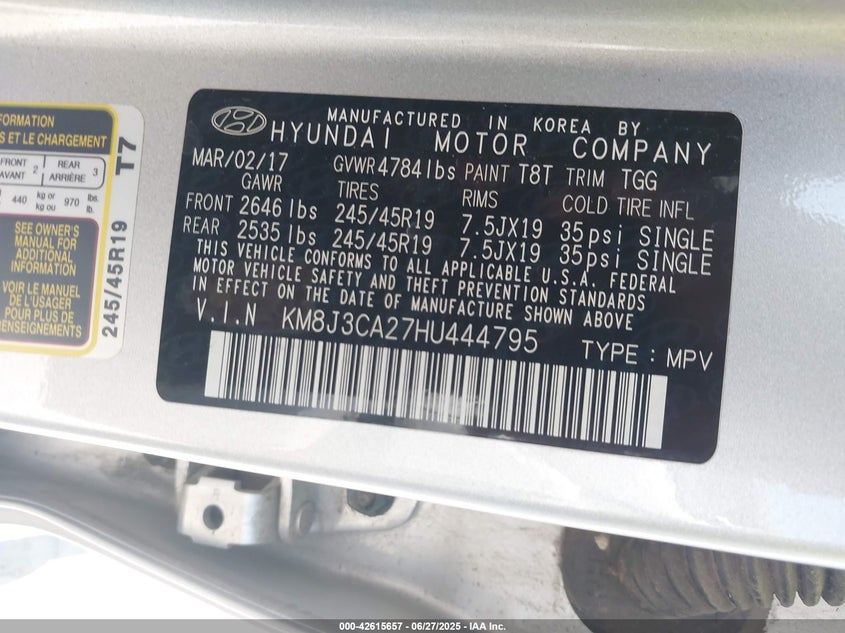 FORMATION
S ET LE CHARGEMENT
FRONT 2 REAR 3
AVANT ARRIÈRE
440 kg or kg ou 970 lbs. lb.
SEE OWNER'S
MANUAL FOR
ADDITIONAL
INFORMATION
VOIR LE MANUEL
DE L'USAGER
POUR PLUS DE
RENSEIGNEMENTS
245/45R19 T7
MANUFACTURED IN KOREA BY
HYUNDAI MOTOR COMPANY
MAR/02/17 GVWR 4784 lbs PAINT T8T TRIM TGG
GAWR TIRES RIMS COLD TIRE INFL
FRONT 2646 lbs 245/45R19 7.5JX19 35psi SINGLE
REAR 2535 lbs 245/45R19 7.5JX19 35psi SINGLE
THIS VEHICLE CONFORMS TO ALL APPLICABLE U.S.A. FEDERAL
MOTOR VEHICLE SAFETY AND THEFT PREVENTION STANDARDS
IN EFFECT ON THE DATE OF MANUFACTURE SHOWN ABOVE
V.I.N KM8J3CA27HU444795 TYPE : MPV
000-42615657 - 06/27/2025 - IAA Inc.